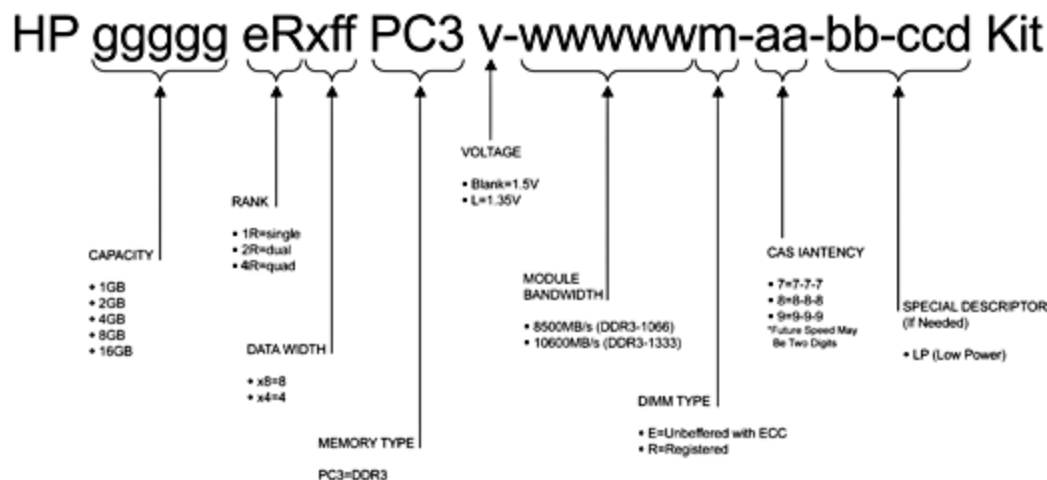 HP ggggg eRxff PC3 v-wwwwwm-aa-bb-ccd Kit
VOLTAGE
• Blank=1.5V
• L=1.35V
RANK
• 1R=single
• 2R=dual
• 4R=quad
CAPACITY
• 1GB
• 2GB
• 4GB
• 8GB
• 16GB
CAS IANTENCY
• 7=7-7-7
• 8=8-8-8
• 9=9-9-9
*Future Speed May
Be Two Digits
MODULE
BANDWIDTH
• 8500MB/s (DDR3-1066)
• 10600MB/s (DDR3-1333)
SPECIAL DESCRIPTOR
(If Needed)
• LP (Low Power)
DATA WIDTH
• x8=8
• x4=4
DIMM TYPE
• E=Unbeffered with ECC
• R=Registered
MEMORY TYPE
PC3=DDR3